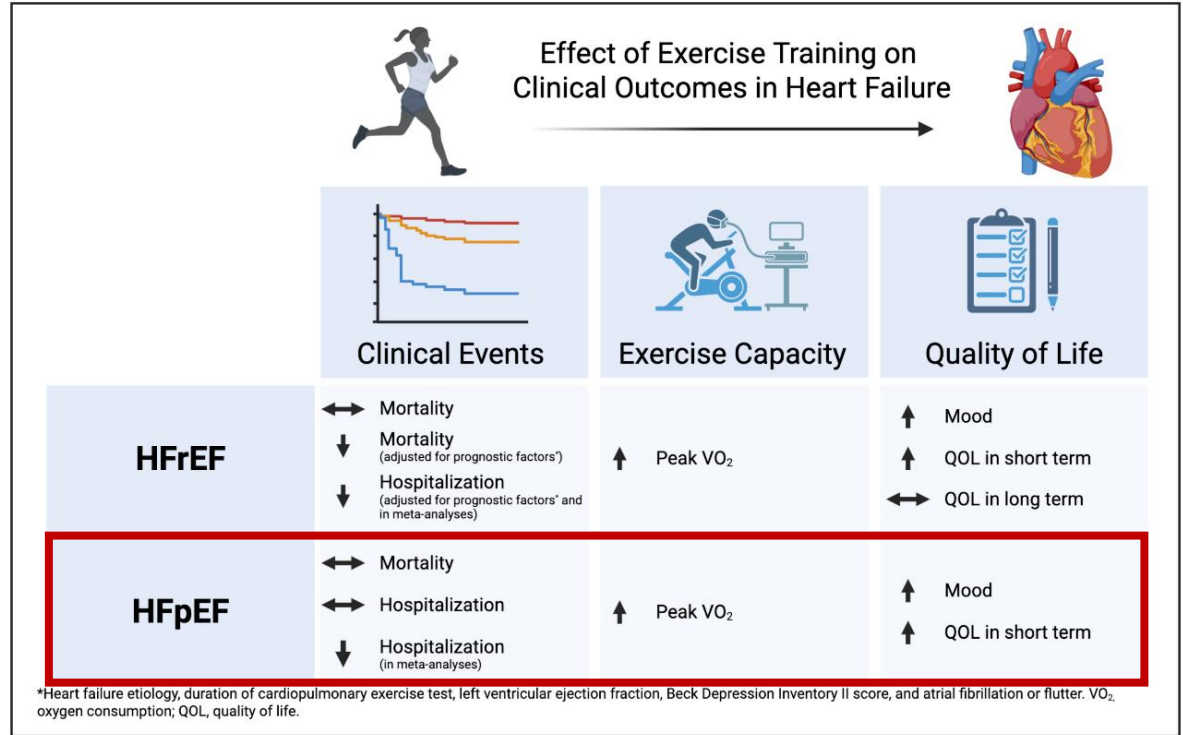 Effect of Exercise Training on
Clinical Outcomes in Heart Failure
Clinical Events
Exercise Capacity
Quality of Life
HFrEF
Mortality
Mortality
(adjusted for prognostic factors*)
Hospitalization
(adjusted for prognostic factors* and
in meta-analyses)
Peak VO₂
Mood
QOL in short term
QOL in long term
HFpEF
Mortality
Hospitalization
Hospitalization
(in meta-analyses)
Peak VO₂
Mood
QOL in short term
*Heart failure etiology, duration of cardiopulmonary exercise test, left ventricular ejection fraction, Beck Depression Inventory II score, and atrial fibrillation or flutter. VO₂,
oxygen consumption; QOL, quality of life.